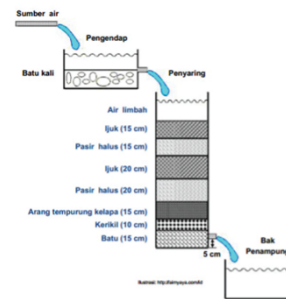 Sumber air
Pengendap
Batu kali
Penyaring
Air limbah
Ijuk (15 cm)
Pasir halus (15 cm)
Ijuk (20 cm)
Pasir halus (20 cm)
Arang tempurung kelapa (15 cm)
Kerikil (10 cm)
Batu (15 cm)
5 cm
Bak
Penampung